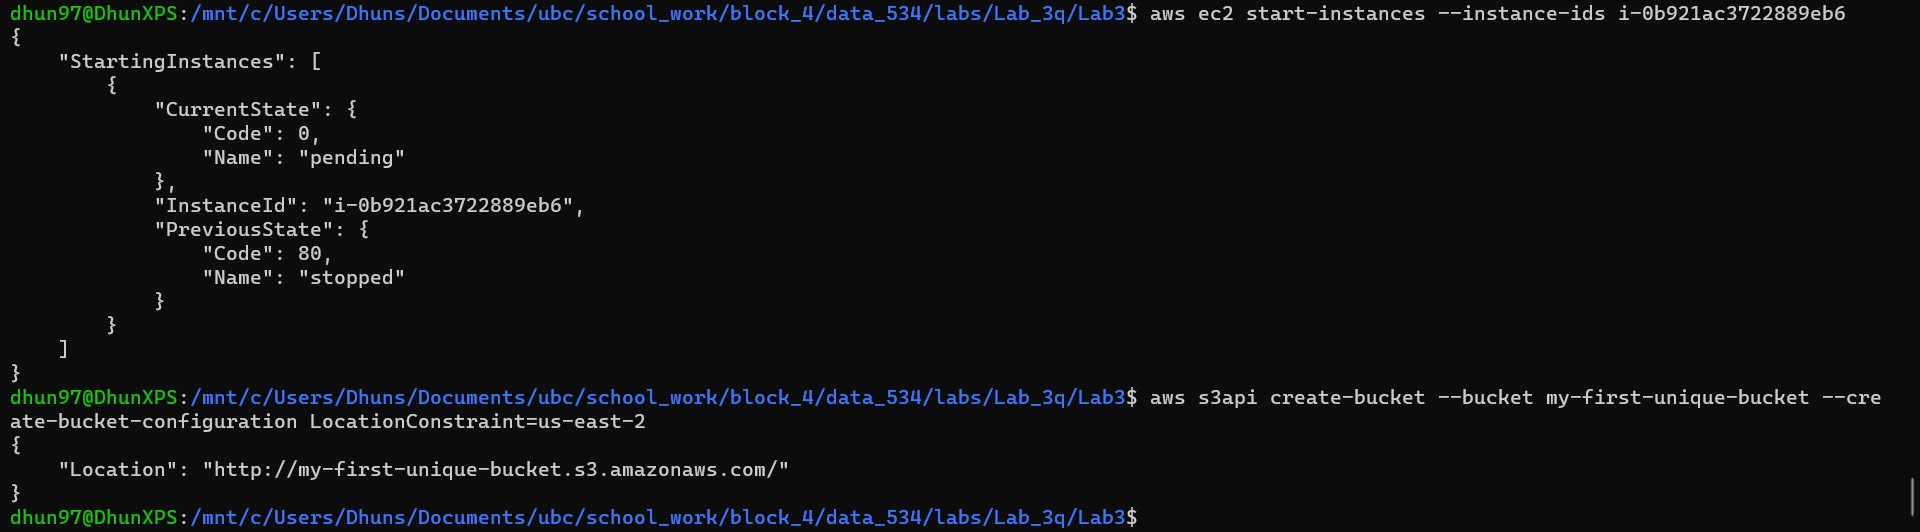 dhun97@DhunXPS:/mnt/c/Users/Dhuns/Documents/ubc/school_work/block_4/data_534/labs/Lab_3q/Lab3$ aws ec2 start-instances --instance-ids i-0b921ac3722889eb6
{
    "StartingInstances": [
        {
            "CurrentState": {
                "Code": 0,
                "Name": "pending"
            },
            "InstanceId": "i-0b921ac3722889eb6",
            "PreviousState": {
                "Code": 80,
                "Name": "stopped"
            }
        }
    ]
}
dhun97@DhunXPS:/mnt/c/Users/Dhuns/Documents/ubc/school_work/block_4/data_534/labs/Lab_3q/Lab3$ aws s3api create-bucket --bucket my-first-unique-bucket --cre
ate-bucket-configuration LocationConstraint=us-east-2
{
    "Location": "http://my-first-unique-bucket.s3.amazonaws.com/"
}
dhun97@DhunXPS:/mnt/c/Users/Dhuns/Documents/ubc/school_work/block_4/data_534/labs/Lab_3q/Lab3$